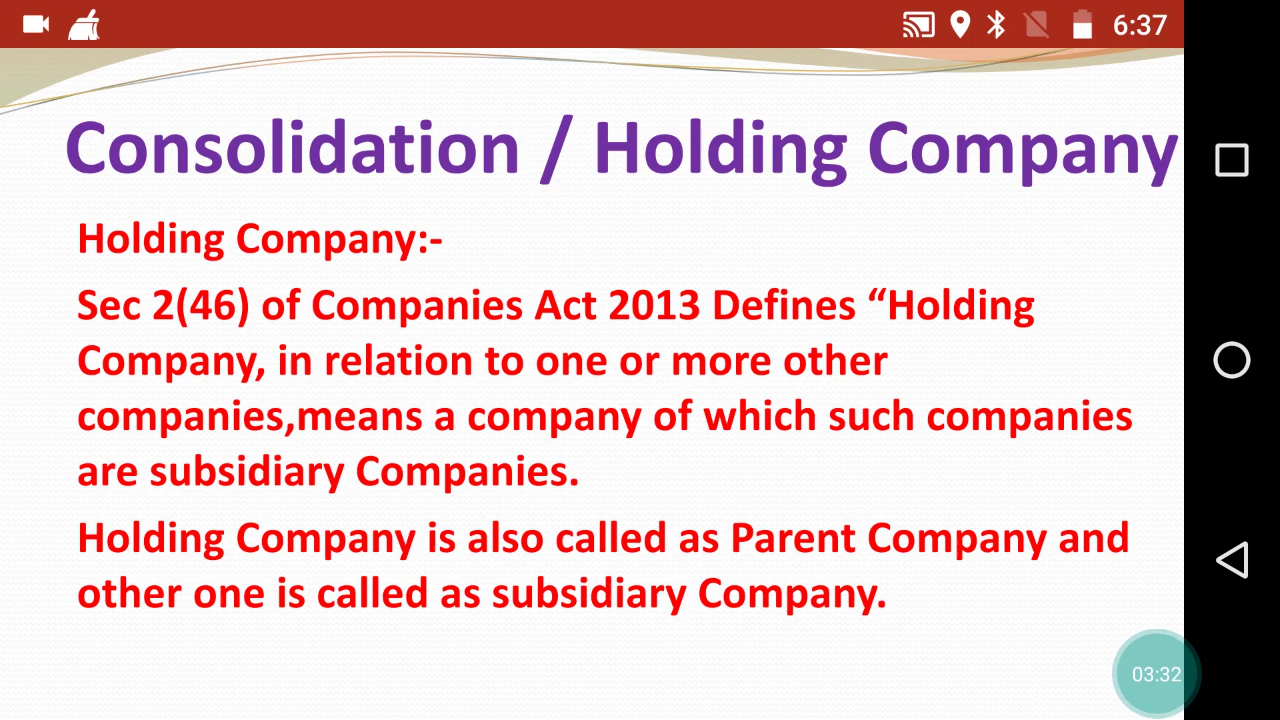 6:37
Consolidation / Holding Company
Holding Company:-
Sec 2(46) of Companies Act 2013 Defines “Holding
Company, in relation to one or more other
companies,means a company of which such companies
are subsidiary Companies.
Holding Company is also called as Parent Company and
other one is called as subsidiary Company.
03:32